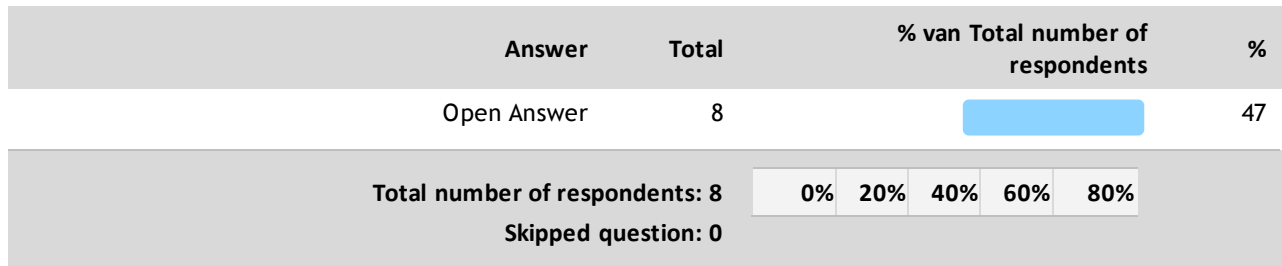 Answer Total % van Total number of respondents %
Open Answer 8 47
Total number of respondents: 8 0% 20% 40% 60% 80%
Skipped question: 0